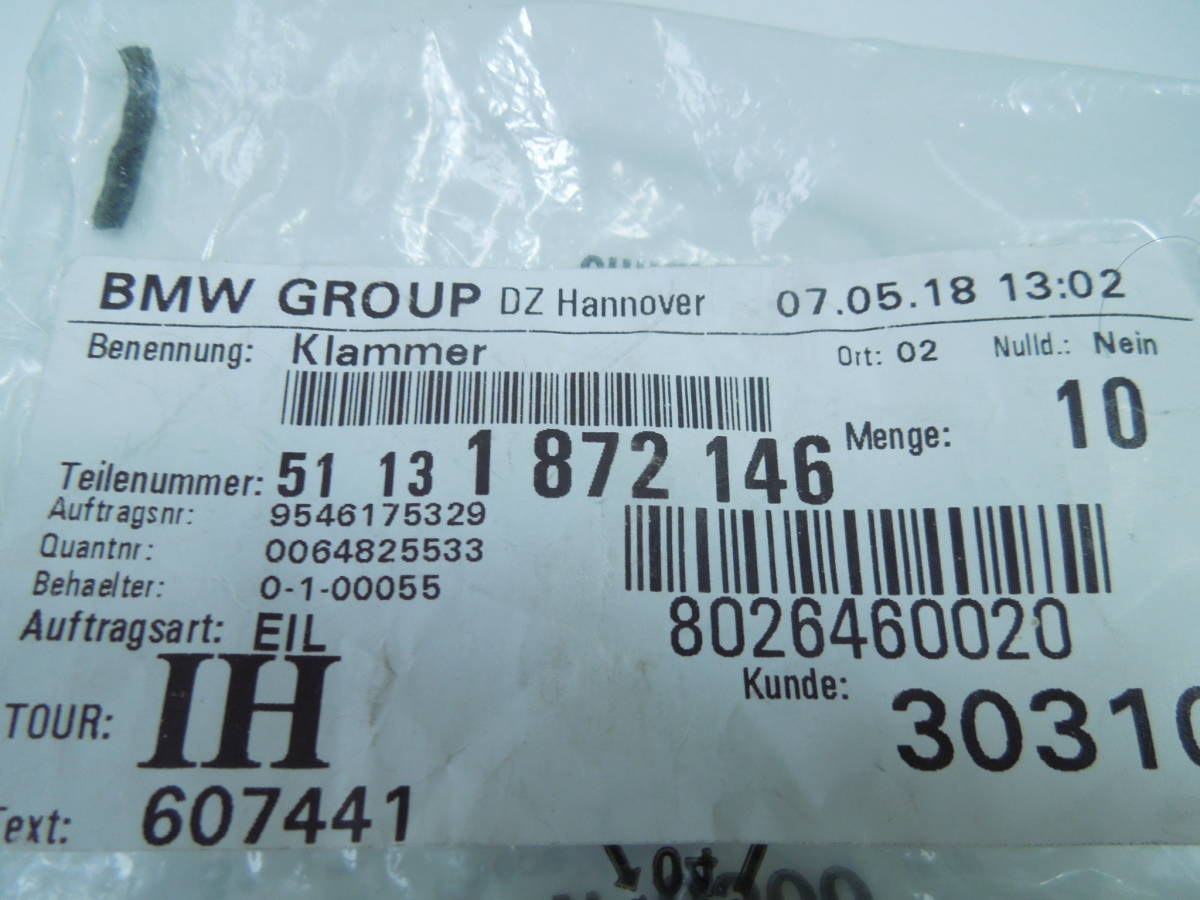 BMW GROUP DZ Hannover 07.05.18 13:02
Benennung: Klammer Ort: 02 Nulld.: Nein
Menge: 10
Teilenummer: 51 13 1 872 146
Auftragsnr: 9546175329
Quantnr: 0064825533
Behaelter: 0-1-00055
8026460020
Auftragsart: EIL
Kunde: 3031
TOUR: IH
Text: 607441